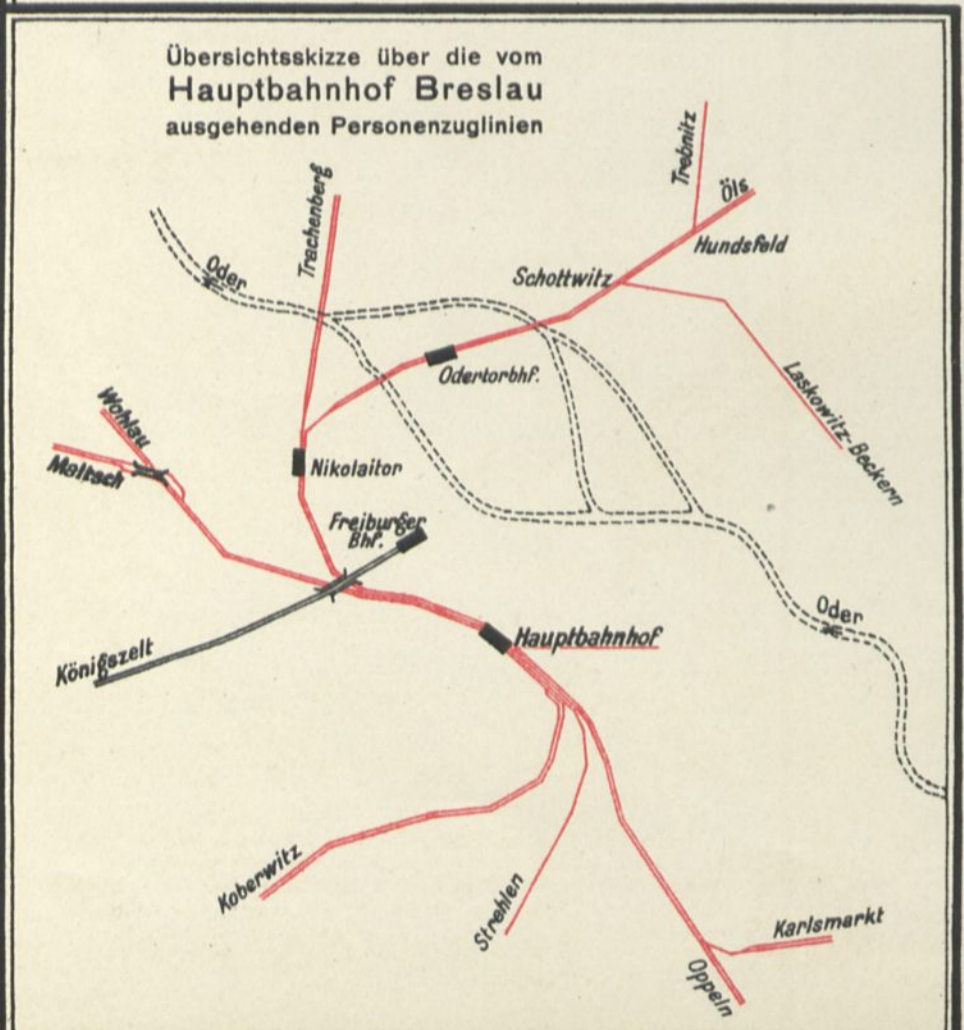 Übersichtsskizze über die vom
Hauptbahnhof Breslau
ausgehenden Personenzuglinien
Trebnitz
Öls
Trachenberg
Hundsfeld
Oder
Schottwitz
Odertorbhf.
Laskowitz-Beckern
Wohlau
Maltsch
Nikolaitor
Freiburger
Bhf.
Oder
Hauptbahnhof
Königszelt
Koberwitz
Strehlen
Karlsmarkt
Oppeln